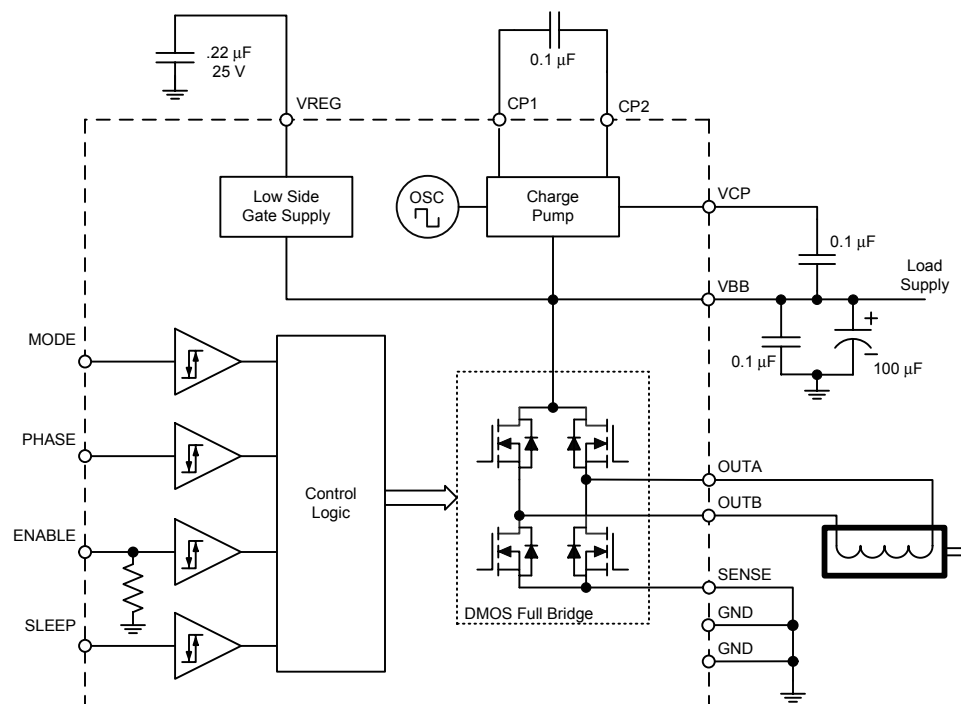 .22 μF
25 V
0.1 μF
VREG
CP1
CP2
Low Side
Gate Supply
OSC
Charge
Pump
VCP
0.1 μF
Load
Supply
VBB
MODE
0.1 μF
+
–
100 μF
PHASE
Control
Logic
OUTA
OUTB
ENABLE
SENSE
DMOS Full Bridge
GND
SLEEP
GND